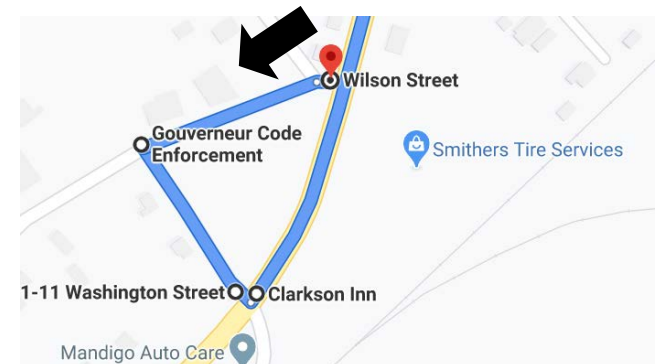 Wilson Street
Gouverneur Code
Enforcement
Smithers Tire Services
1-11 Washington Street
Clarkson Inn
Mandigo Auto Care